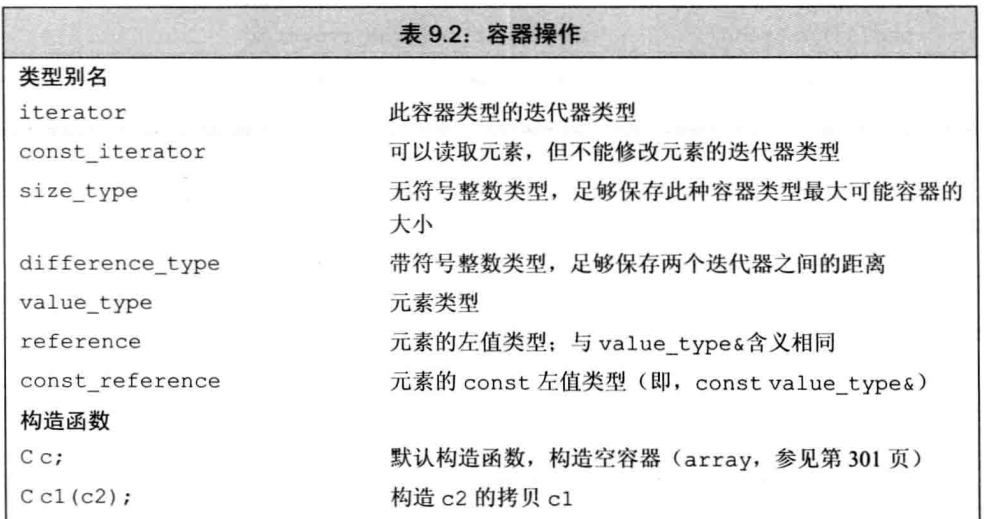 表 9.2：容器操作
类型别名
iterator 此容器类型的迭代器类型
const_iterator 可以读取元素，但不能修改元素的迭代器类型
size_type 无符号整数类型，足够保存此种容器类型最大可能容器的
大小
difference_type 带符号整数类型，足够保存两个迭代器之间的距离
value_type 元素类型
reference 元素的左值类型；与 value_type&含义相同
const_reference 元素的 const 左值类型（即，const value_type&）
构造函数
C c; 默认构造函数，构造空容器（array，参见第 301 页）
C c1(c2); 构造 c2 的拷贝 c1